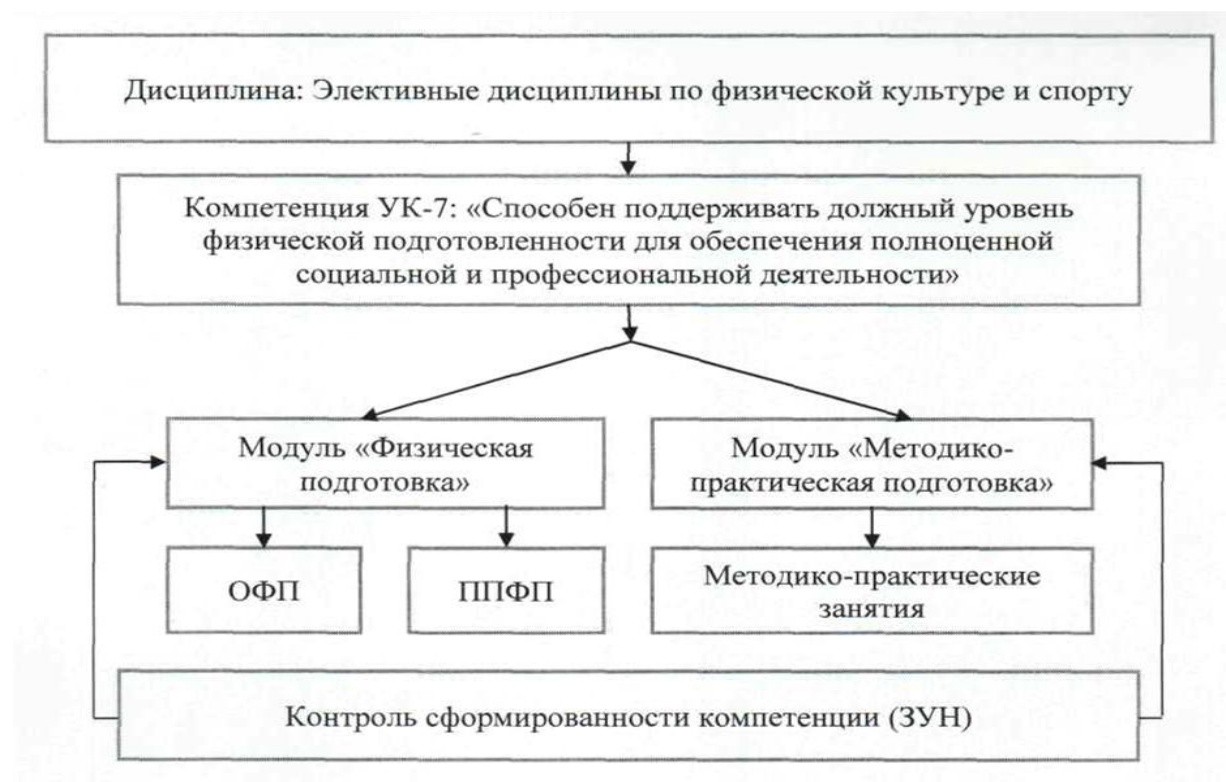 Дисциплина: Элективные дисциплины по физической культуре и спорту
Компетенция УК-7: «Способен поддерживать должный уровень
физической подготовленности для обеспечения полноценной
социальной и профессиональной деятельности»
Модуль «Физическая
подготовка»
Модуль «Методико-
практическая подготовка»
ОФП
ППФП
Методико-практические
занятия
Контроль сформированности компетенции (ЗУН)